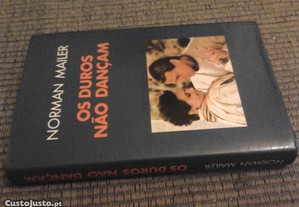 NORMAN MAILER
OS DUROS
NÃO DANÇAM
OS DUROS NÃO DANÇAM
NORMAN MAILER
CustoJusto.pt